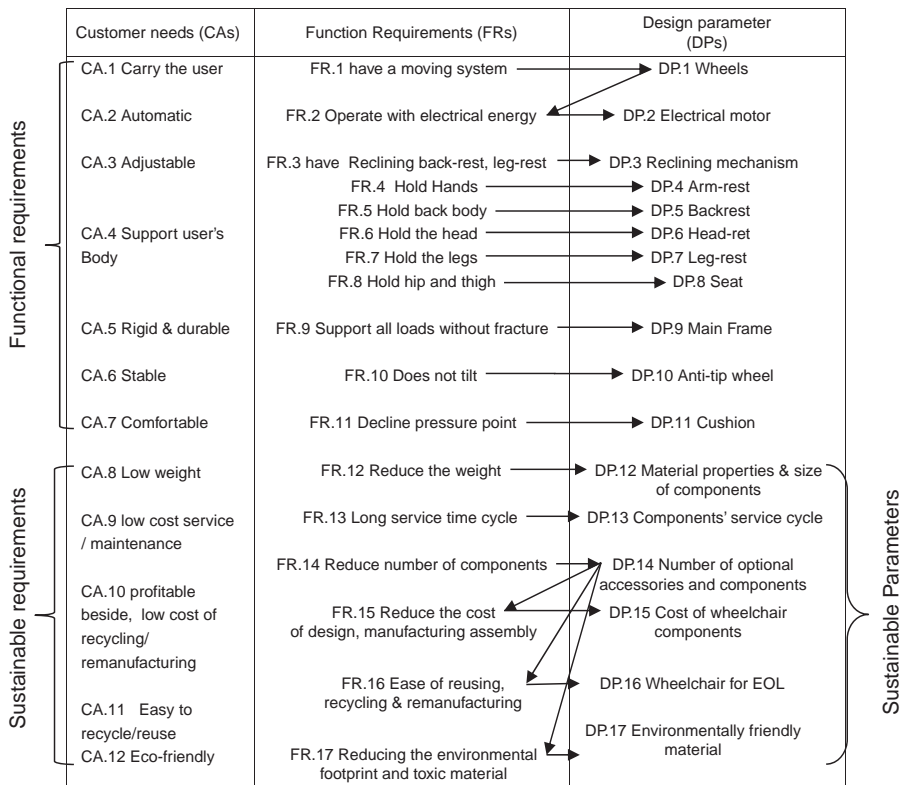 Customer needs (CAs)
Function Requirements (FRs)
Design parameter
(DPs)
Functional requirements
CA.1 Carry the user
FR.1 have a moving system
DP.1 Wheels
CA.2 Automatic
FR.2 Operate with electrical energy
DP.2 Electrical motor
CA.3 Adjustable
FR.3 have Reclining back-rest, leg-rest
DP.3 Reclining mechanism
FR.4 Hold Hands
DP.4 Arm-rest
FR.5 Hold back body
DP.5 Backrest
CA.4 Support user's
Body
FR.6 Hold the head
DP.6 Head-ret
FR.7 Hold the legs
DP.7 Leg-rest
FR.8 Hold hip and thigh
DP.8 Seat
CA.5 Rigid & durable
FR.9 Support all loads without fracture
DP.9 Main Frame
CA.6 Stable
FR.10 Does not tilt
DP.10 Anti-tip wheel
CA.7 Comfortable
FR.11 Decline pressure point
DP.11 Cushion
Sustainable requirements
CA.8 Low weight
FR.12 Reduce the weight
DP.12 Material properties & size
of components
CA.9 low cost service
/ maintenance
FR.13 Long service time cycle
DP.13 Components' service cycle
FR.14 Reduce number of components
DP.14 Number of optional
accessories and components
CA.10 profitable
beside, low cost of
recycling/
remanufacturing
FR.15 Reduce the cost
of design, manufacturing assembly
DP.15 Cost of wheelchair
components
FR.16 Ease of reusing,
recycling & remanufacturing
DP.16 Wheelchair for EOL
CA.11 Easy to
recycle/reuse
CA.12 Eco-friendly
FR.17 Reducing the environmental
footprint and toxic material
DP.17 Environmentally friendly
material
Sustainable Parameters